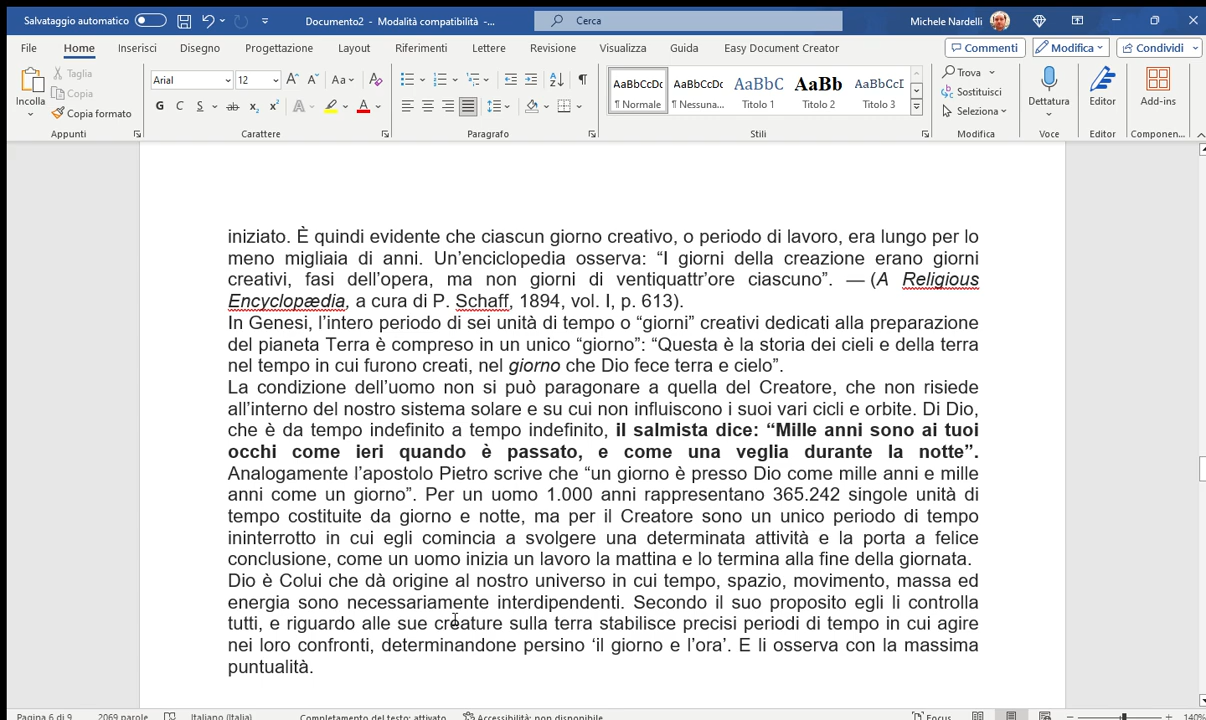 Salvataggio automatico
Documento2 - Modalità compatibilità -...
Cerca
Michele Nardelli
File Home Inserisci Disegno Progettazione Layout Riferimenti Lettere Revisione Visualizza Guida Easy Document Creator
Commenti Modifica Condividi
Incolla
Taglia
Copia
Copia formato
Appunti
Arial 12
G C S ab x₂ x²
Carattere
Paragrafo
AaBbCcDc AaBbCcDc AaBbC AaBb AaBbCcD
¶ Normale ¶ Nessuna... Titolo 1 Titolo 2 Titolo 3
Stili
Trova
Sostituisci
Seleziona
Modifica
Dettatura
Voce
Editor
Editor
Add-ins
Componen...
iniziato. È quindi evidente che ciascun giorno creativo, o periodo di lavoro, era lungo per lo
meno migliaia di anni. Un’enciclopedia osserva: “I giorni della creazione erano giorni
creativi, fasi dell’opera, ma non giorni di ventiquattr’ore ciascuno”. — (A Religious
Encyclopædia, a cura di P. Schaff, 1894, vol. I, p. 613).
In Genesi, l’intero periodo di sei unità di tempo o “giorni” creativi dedicati alla preparazione
del pianeta Terra è compreso in un unico “giorno”: “Questa è la storia dei cieli e della terra
nel tempo in cui furono creati, nel giorno che Dio fece terra e cielo”.
La condizione dell’uomo non si può paragonare a quella del Creatore, che non risiede
all’interno del nostro sistema solare e su cui non influiscono i suoi vari cicli e orbite. Di Dio,
che è da tempo indefinito a tempo indefinito, il salmista dice: “Mille anni sono ai tuoi
occhi come ieri quando è passato, e come una veglia durante la notte”.
Analogamente l’apostolo Pietro scrive che “un giorno è presso Dio come mille anni e mille
anni come un giorno”. Per un uomo 1.000 anni rappresentano 365.242 singole unità di
tempo costituite da giorno e notte, ma per il Creatore sono un unico periodo di tempo
ininterrotto in cui egli comincia a svolgere una determinata attività e la porta a felice
conclusione, come un uomo inizia un lavoro la mattina e lo termina alla fine della giornata.
Dio è Colui che dà origine al nostro universo in cui tempo, spazio, movimento, massa ed
energia sono necessariamente interdipendenti. Secondo il suo proposito egli li controlla
tutti, e riguardo alle sue creature sulla terra stabilisce precisi periodi di tempo in cui agire
nei loro confronti, determinandone persino ‘il giorno e l’ora’. E li osserva con la massima
puntualità.
Pagina 6 di 9 2069 parole Italiano (Italia) Completamento del testo: attivato Accessibilità: non disponibile Focus 140%